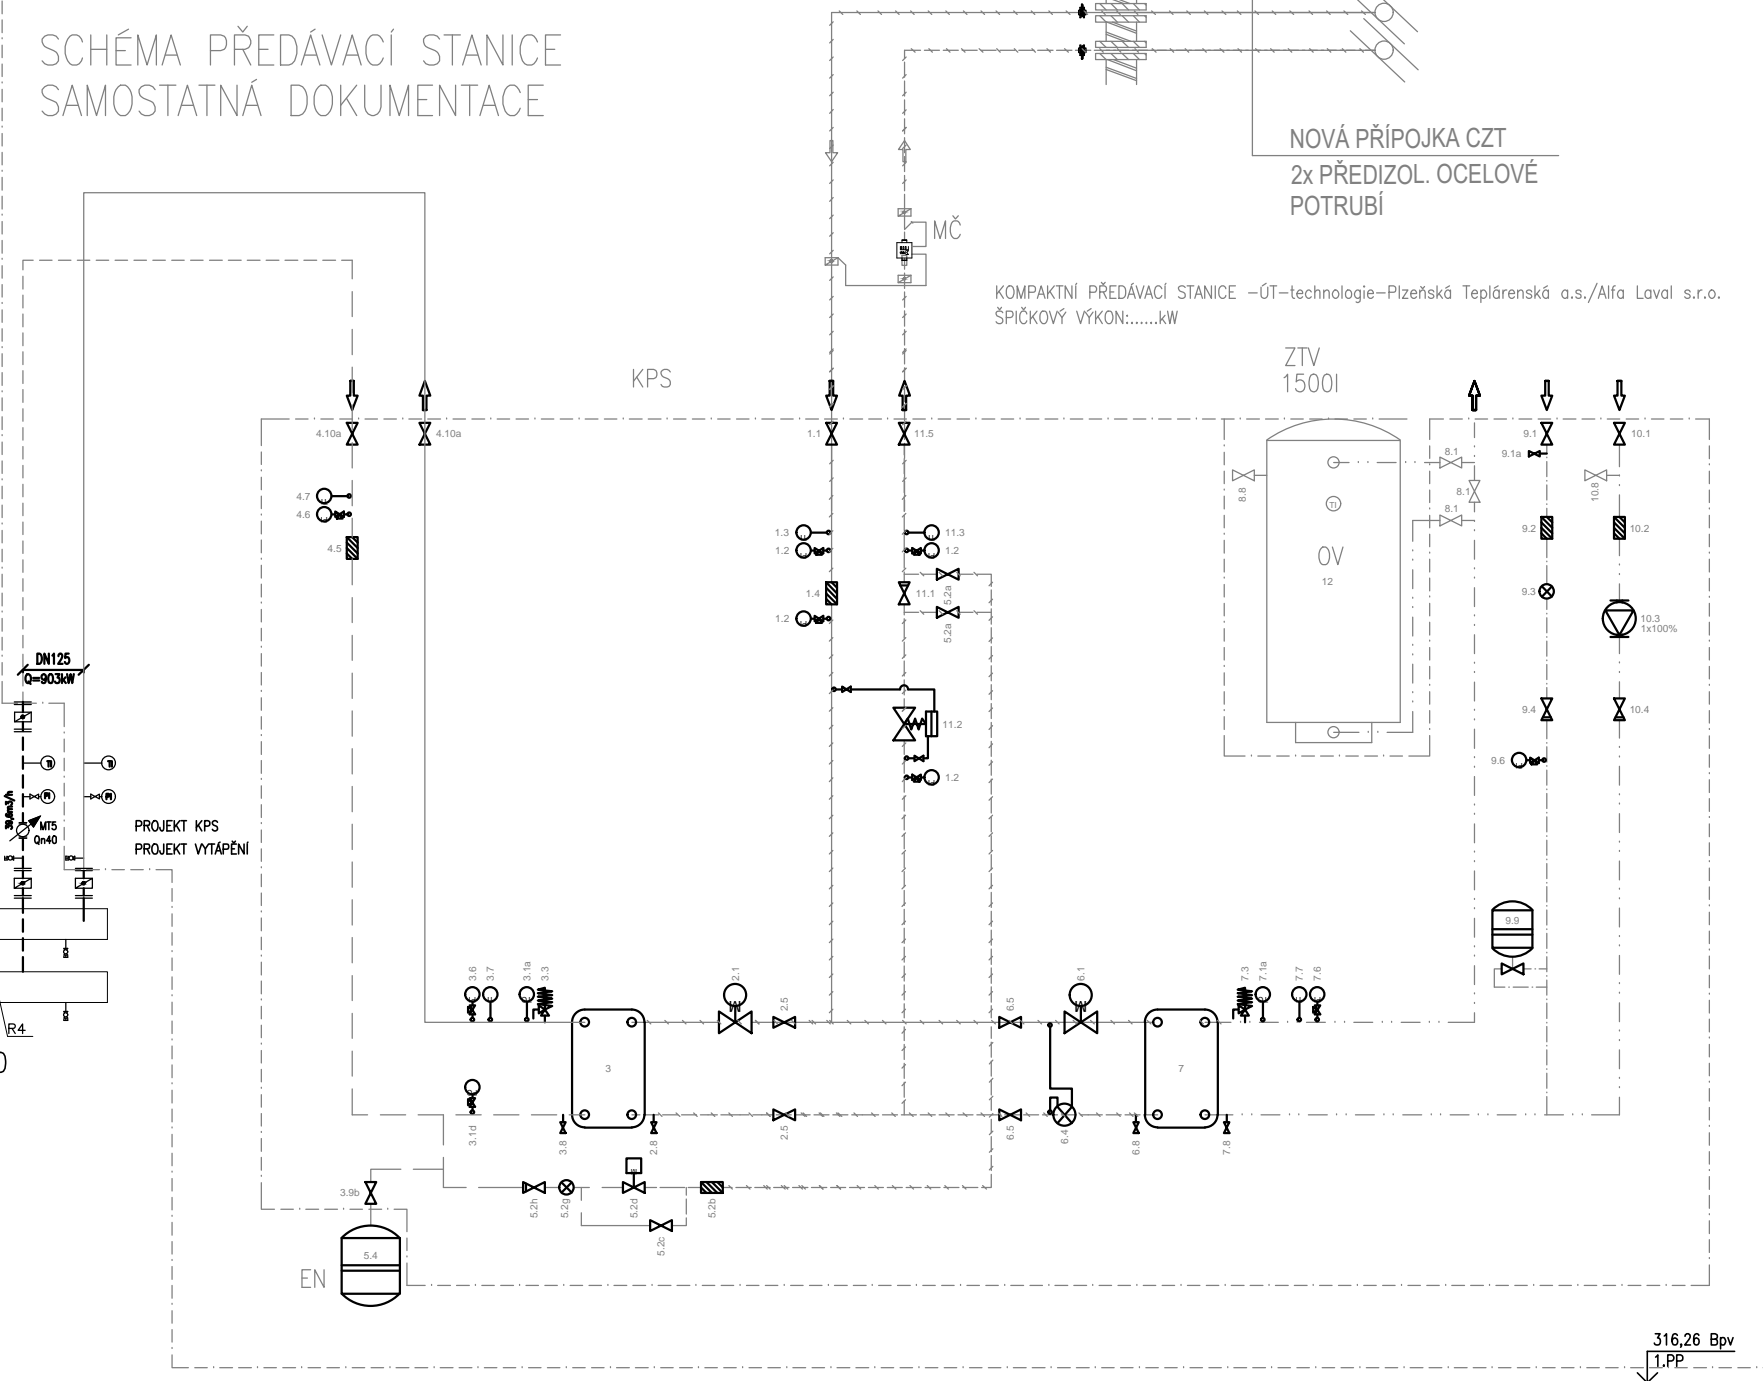 SCHÉMA PŘEDÁVACÍ STANICE
SAMOSTATNÁ DOKUMENTACE
NOVÁ PŘÍPOJKA CZT
2x PŘEDIZOL. OCELOVÉ
POTRUBÍ
MČ
KOMPAKTNÍ PŘEDÁVACÍ STANICE -ÚT-technologie-Plzeňská Teplárenská a.s./Alfa Laval s.r.o.
ŠPIČKOVÝ VÝKON:......kW
KPS
ZTV
1500l
4.10a
4.10a
1.1
11.5
9.1
10.1
9.1a
8.1
8.1
8.1
8.8
10.8
4.7
4.6
4.5
TI
1.3
11.3
1.2
1.2
9.2
10.2
OV
12
1.4
11.1
5.2a
5.2a
1.2
9.3
10.3
1x100%
DN125
Q=903kW
11.2
9.4
10.4
1.2
9.6
TI
TI
PI
PI
39,6m3/h
MT5
Qn40
PROJEKT KPS
PROJEKT VYTÁPĚNÍ
9.9
3.6
3.7
3.1a
3.3
2.1
2.5
6.5
6.1
7.3
7.1a
7.7
7.6
R4
3
7
3.1d
3.8
2.8
2.5
6.5
6.4
6.8
7.8
3.9b
5.2h
5.2g
5.2d
5.2b
5.2c
5.4
EN
316,26 Bpv
1.PP